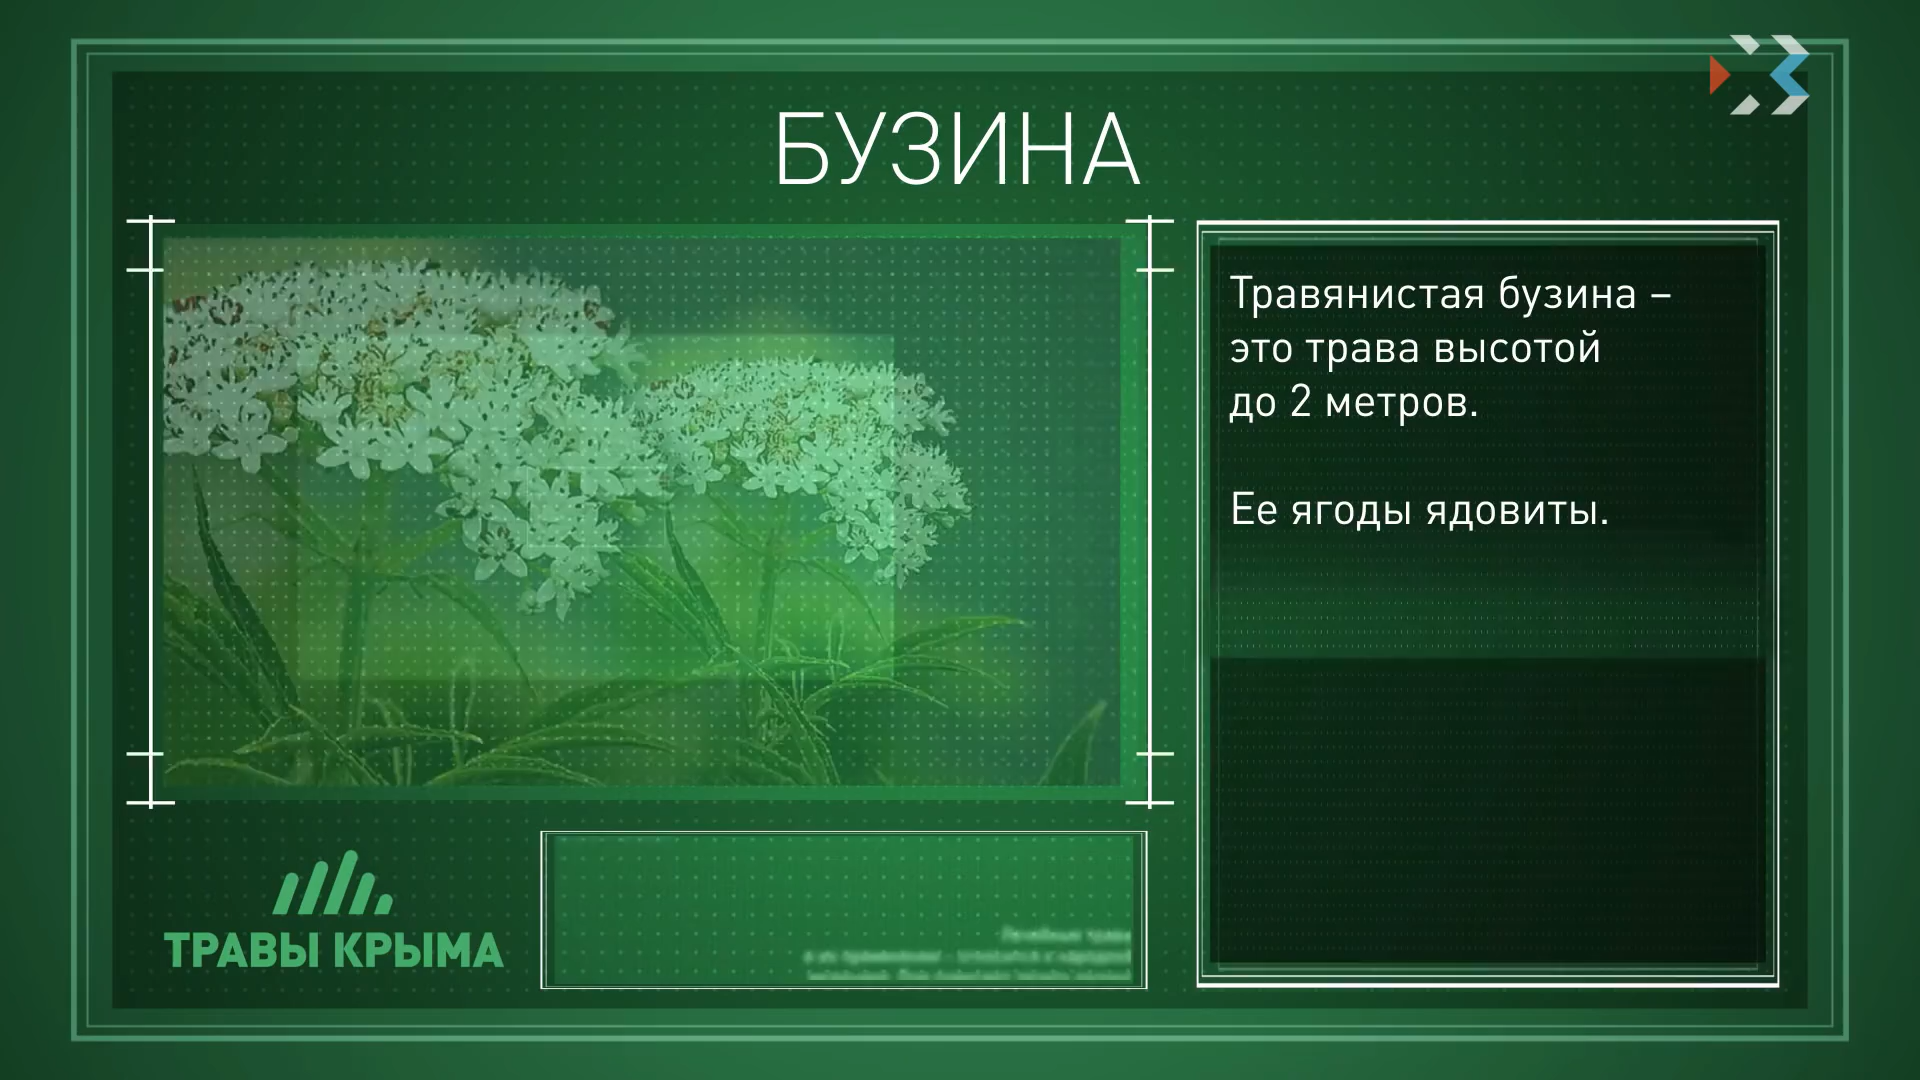 БУЗИНА
Травянистая бузина –
это трава высотой
до 2 метров.
Ее ягоды ядовиты.
ТРАВЫ КРЫМА